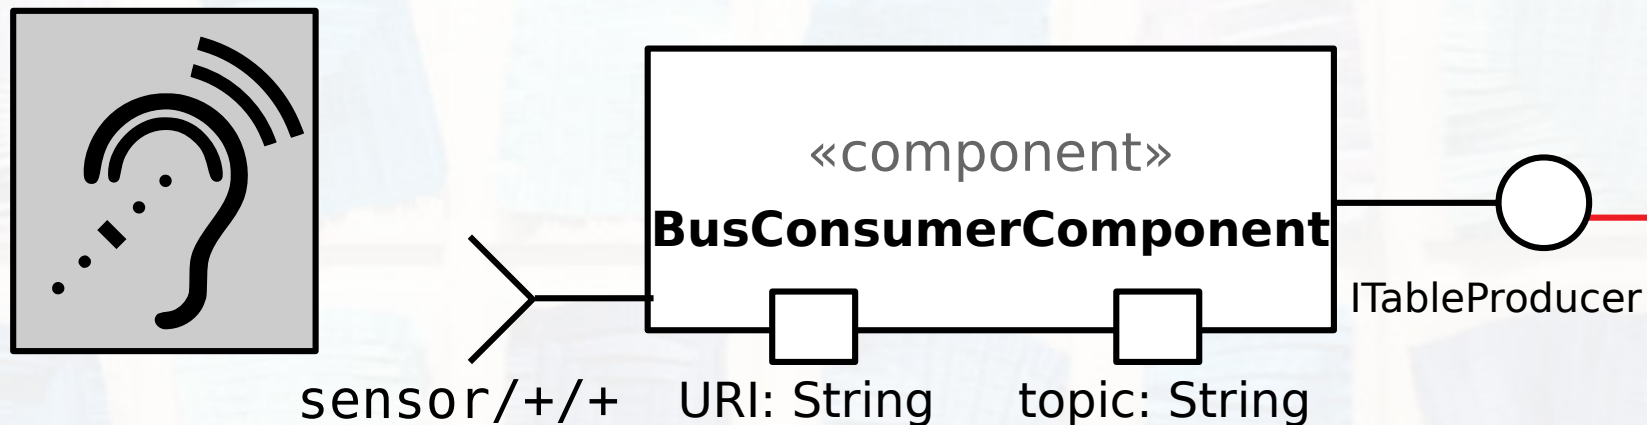 «component»
BusConsumerComponent
ITableProducer
sensor/+/+
URI: String
topic: String